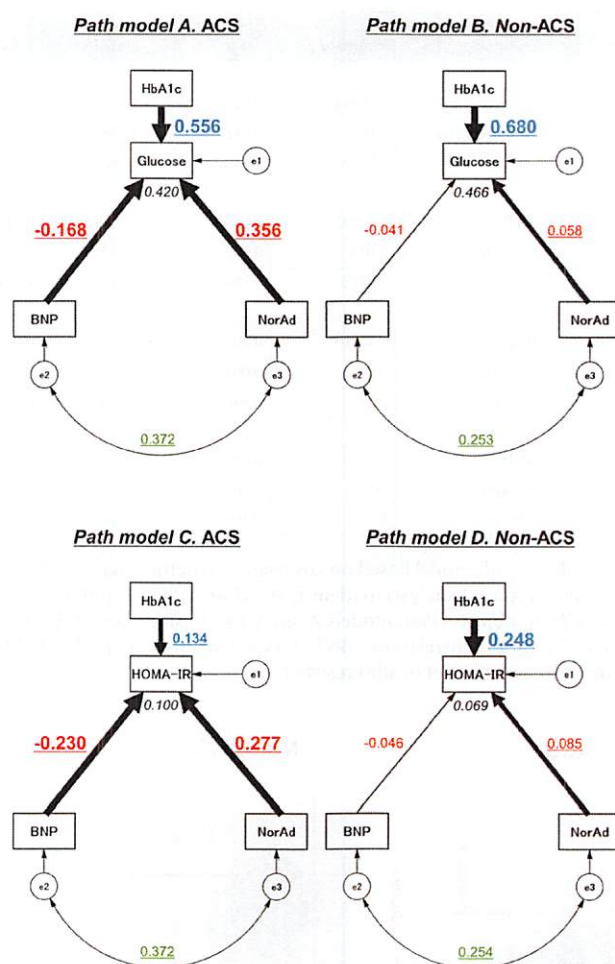 Path model A. ACS
HbA1c
0.556
Glucose
e1
0.420
-0.168
0.356
BNP
NorAd
e2
e3
0.372
Path model B. Non-ACS
HbA1c
0.680
Glucose
e1
0.466
-0.041
0.058
BNP
NorAd
e2
e3
0.253
Path model C. ACS
HbA1c
0.134
HOMA-IR
e1
0.100
-0.230
0.277
BNP
NorAd
e2
e3
0.372
Path model D. Non-ACS
HbA1c
0.248
HOMA-IR
e1
0.069
-0.046
0.085
BNP
NorAd
e2
e3
0.254